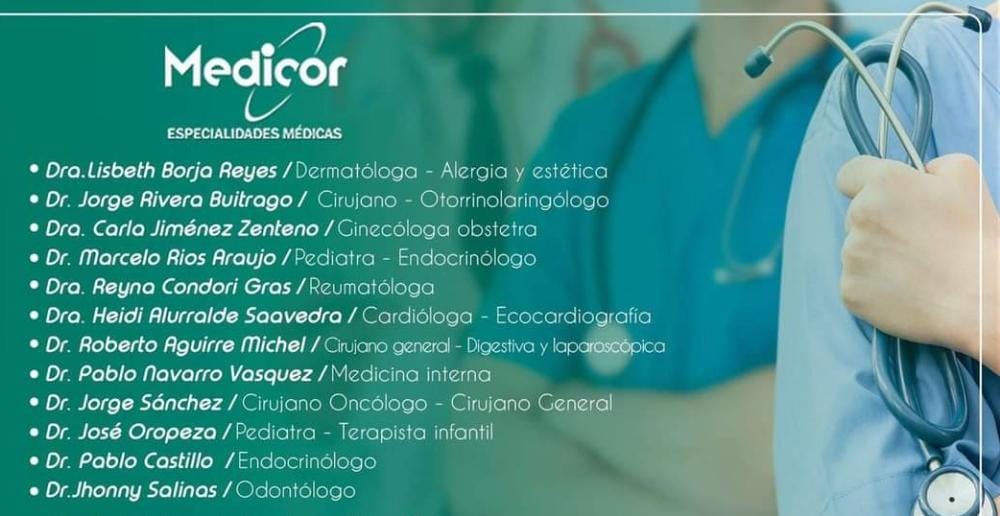 Medicor
ESPECIALIDADES MÉDICAS
• Dra.Lisbeth Borja Reyes / Dermatóloga - Alergia y estética
• Dr. Jorge Rivera Buitrago / Cirujano - Otorrinolaringólogo
• Dra. Carla Jiménez Zenteno / Ginecóloga obstetra
• Dr. Marcelo Rios Araujo / Pediatra - Endocrinólogo
• Dra. Reyna Condori Gras / Reumatóloga
• Dra. Heidi Alurralde Saavedra / Cardióloga - Ecocardiografía
• Dr. Roberto Aguirre Michel / Cirujano general - Digestiva y laparoscópica
• Dr. Pablo Navarro Vasquez / Medicina interna
• Dr. Jorge Sánchez / Cirujano Oncólogo - Cirujano General
• Dr. José Oropeza / Pediatra - Terapista infantil
• Dr. Pablo Castillo / Endocrinólogo
• Dr.Jhonny Salinas / Odontólogo